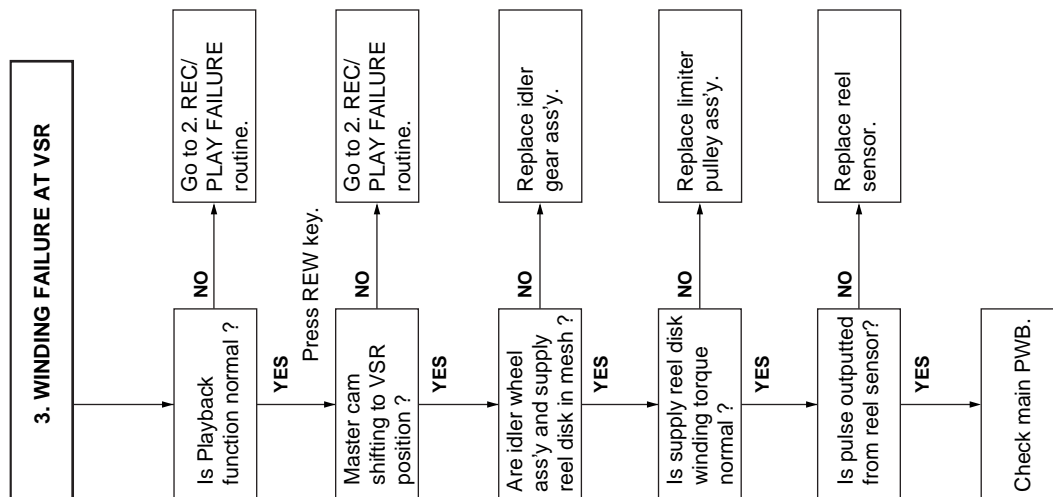 3. WINDING FAILURE AT VSR
Is Playback
function normal ?
NO
Go to 2. REC/
PLAY FAILURE
routine.
YES
Press REW key.
Master cam
shifting to VSR
position ?
NO
Go to 2. REC/
PLAY FAILURE
routine.
YES
Are idler wheel
ass'y and supply
reel disk in mesh ?
NO
Replace idler
gear ass'y.
YES
Is supply reel disk
winding torque
normal ?
NO
Replace limiter
pulley ass'y.
YES
Is pulse outputted
from reel sensor?
NO
Replace reel
sensor.
YES
Check main PWB.